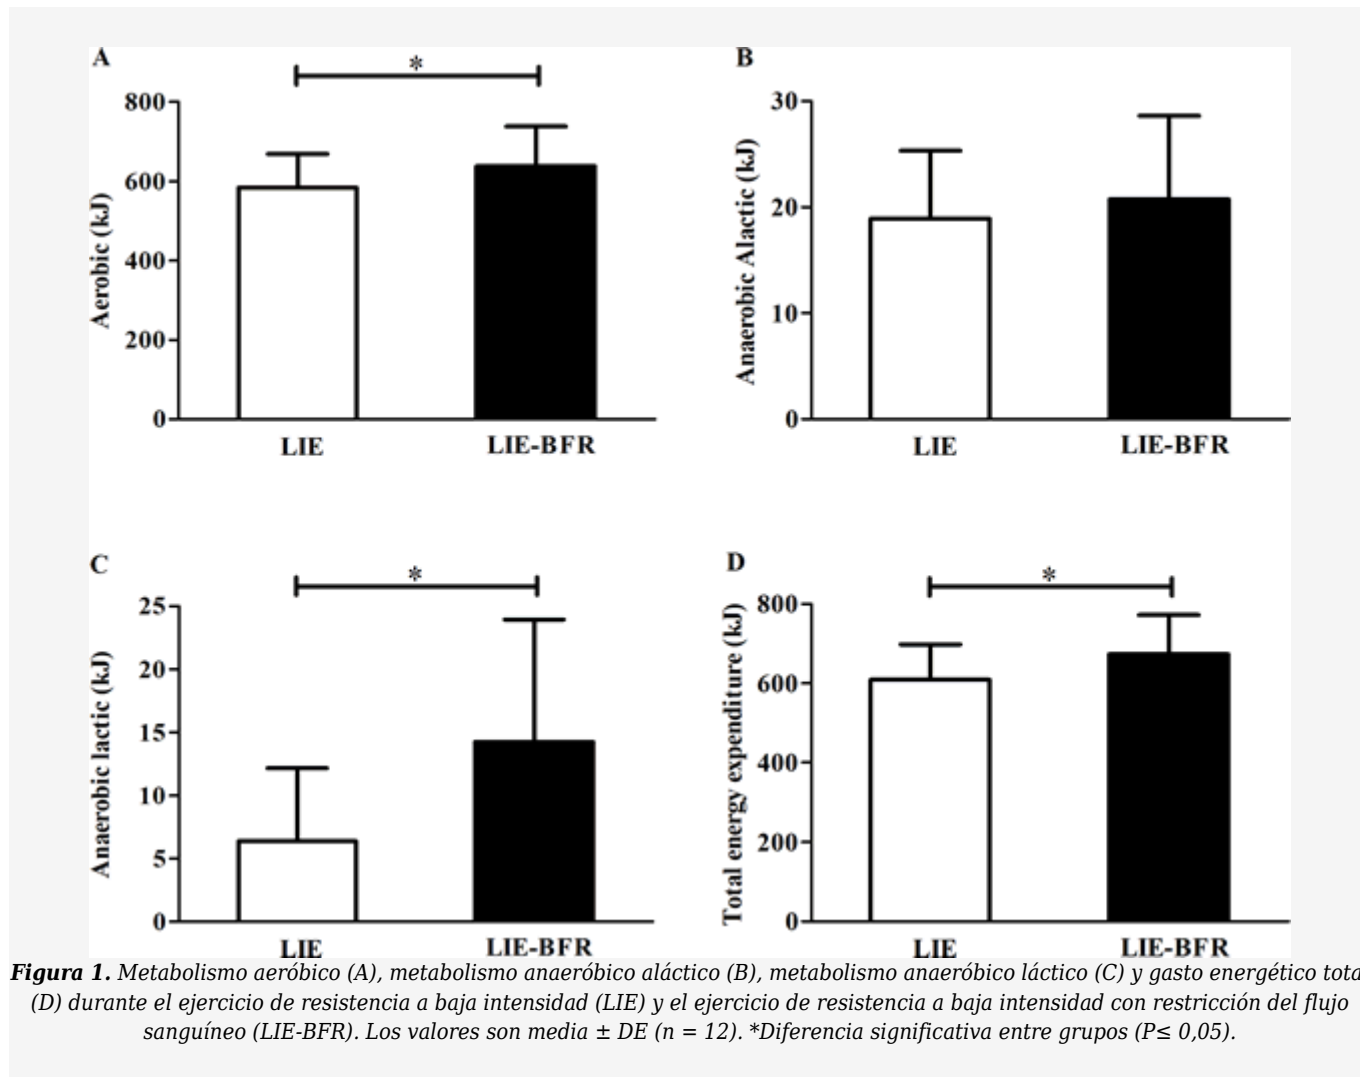 A
*
800
600
400
200
0
Aerobic (kJ)
LIE LIE-BFR
B
30
20
10
0
Anaerobic Alactic (kJ)
LIE LIE-BFR
C
*
25
20
15
10
5
0
Anaerobic lactic (kJ)
LIE LIE-BFR
D
*
800
600
400
200
0
Total energy expenditure (kJ)
LIE LIE-BFR
Figura 1. Metabolismo aeróbico (A), metabolismo anaeróbico aláctico (B), metabolismo anaeróbico láctico (C) y gasto energético tota
(D) durante el ejercicio de resistencia a baja intensidad (LIE) y el ejercicio de resistencia a baja intensidad con restricción del flujo
sanguíneo (LIE-BFR). Los valores son media ± DE (n = 12). *Diferencia significativa entre grupos (P≤ 0,05).